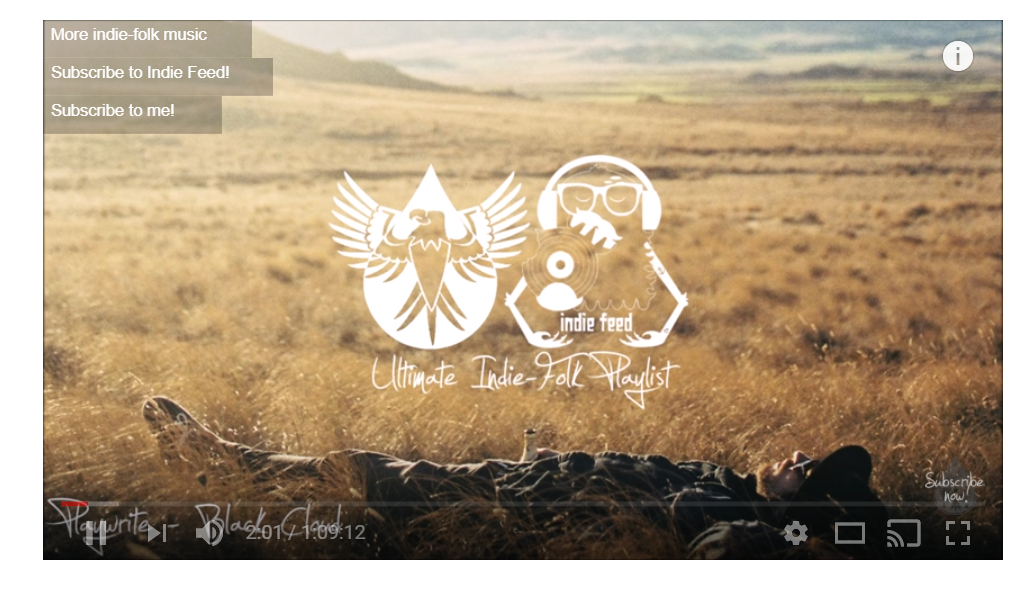 More indie-folk music
Subscribe to Indie Feed!
Subscribe to me!
i
indie feed
Ultimate Indie-Folk Playlist
Subscribe
now!
Playwrite - Black Cloud
2:01 / 1:09:12